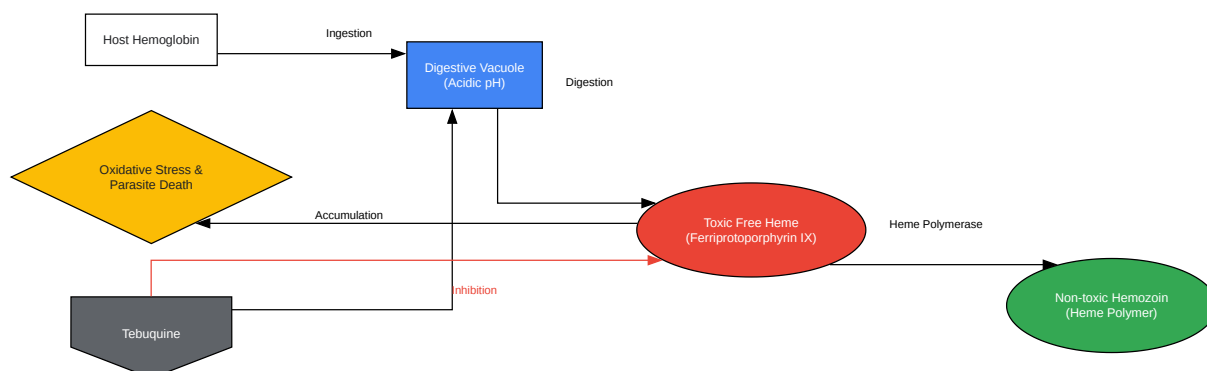 Host Hemoglobin
Ingestion
Digestive Vacuole
(Acidic pH)
Digestion
Oxidative Stress &
Parasite Death
Accumulation
Toxic Free Heme
(Ferriprotoporphyrin IX)
Heme Polymerase
Inhibition
Non-toxic Hemozoin
(Heme Polymer)
Tebuquine